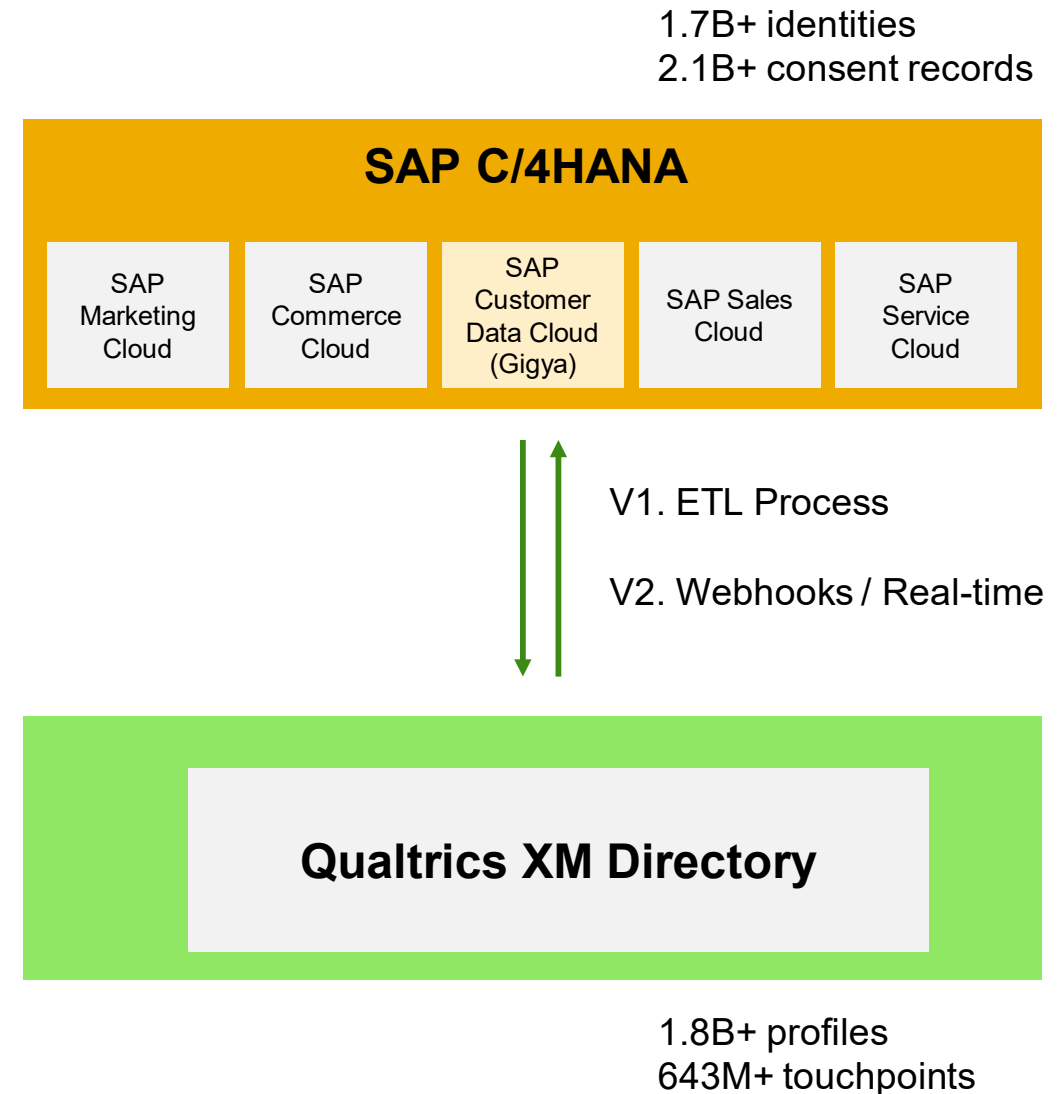 1.7B+ identities
2.1B+ consent records
SAP C/4HANA
SAP
Marketing
Cloud
SAP
Commerce
Cloud
SAP
Customer
Data Cloud
(Gigya)
SAP Sales
Cloud
SAP
Service
Cloud
V1. ETL Process
V2. Webhooks / Real-time
Qualtrics XM Directory
1.8B+ profiles
643M+ touchpoints